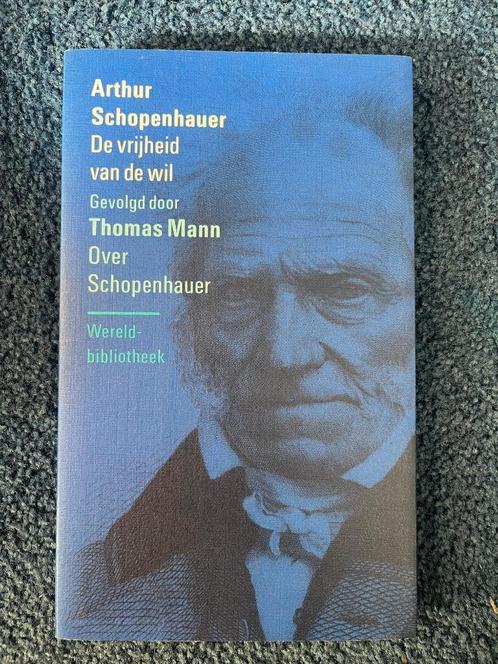 Arthur
Schopenhauer
De vrijheid
van de wil
Gevolgd door
Thomas Mann
Over
Schopenhauer
Wereld-
bibliotheek